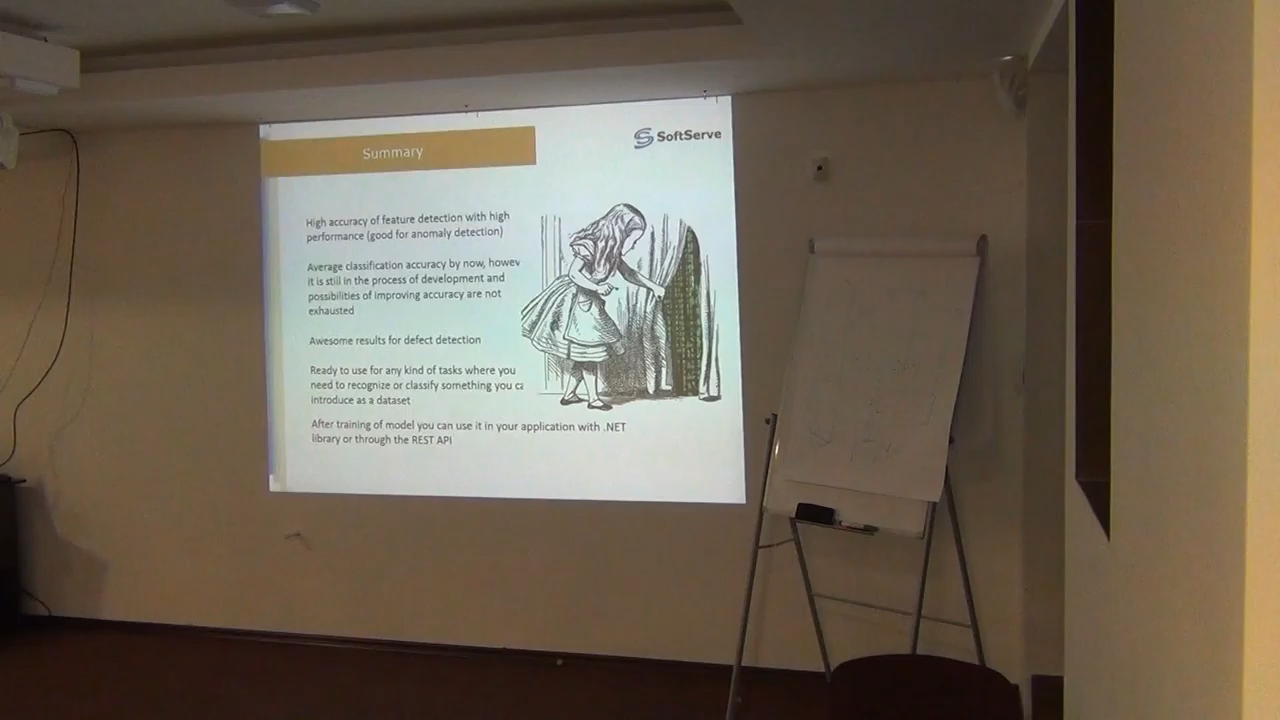 Summary
SoftServe
High accuracy of feature detection with high
performance (good for anomaly detection)
Average classification accuracy by now, howev
it is still in the process of development and
possibilities of improving accuracy are not
exhausted
Awesome results for defect detection
Ready to use for any kind of tasks where you
need to recognize or classify something you ca
introduce as a dataset
After training of model you can use it in your application with .NET
library or through the REST API